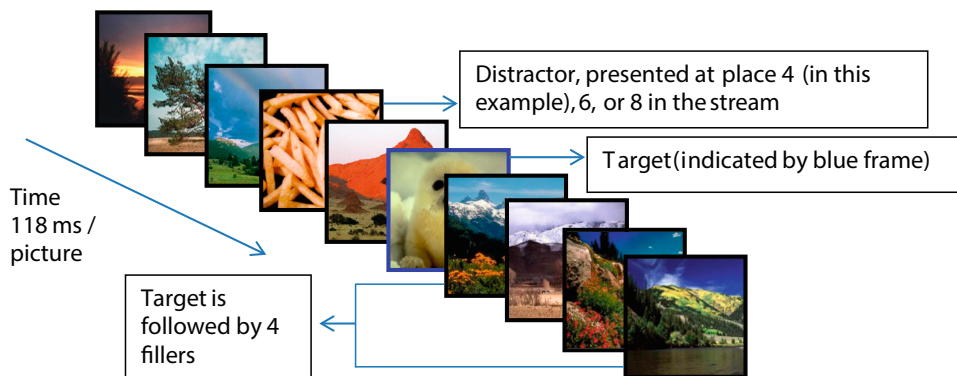 Distractor, presented at place 4 (in this
example), 6, or 8 in the stream
Target (indicated by blue frame)
Time
118 ms /
picture
Target is
followed by 4
fillers